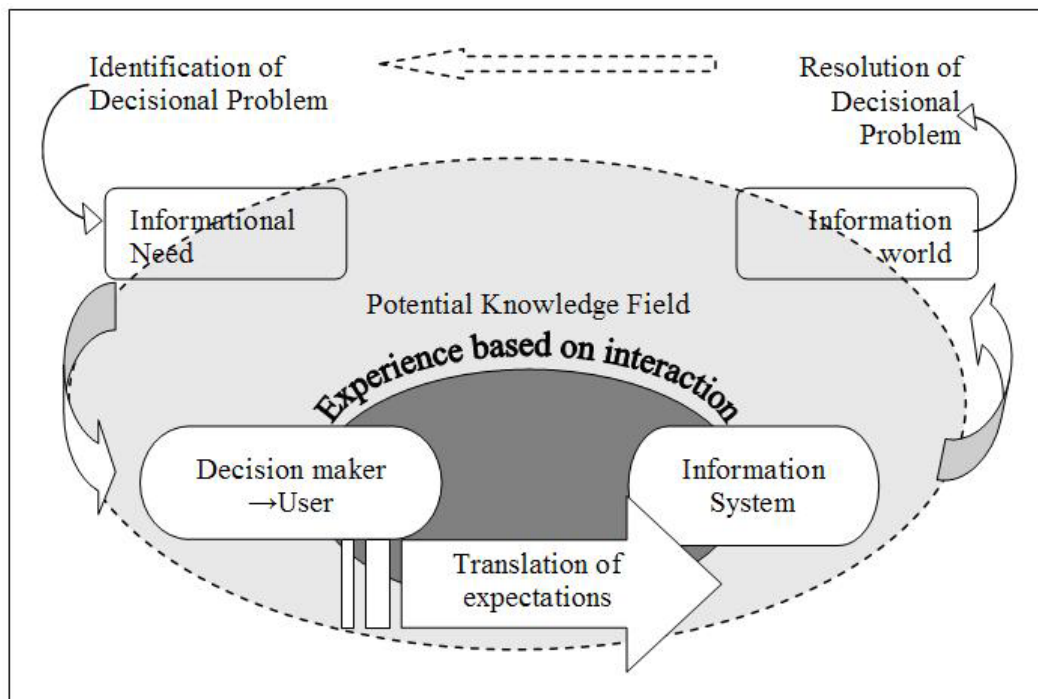 Identification of
Decisional Problem
Resolution of
Decisional
Problem
Informational
Need
Information
world
Potential Knowledge Field
Experience based on interaction
Decision maker
→User
Information
System
Translation of
expectations